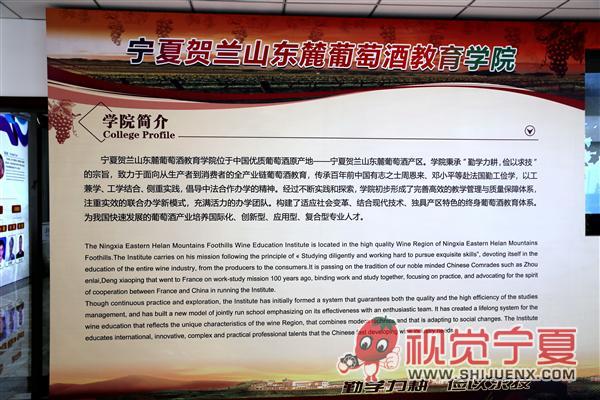 宁夏贺兰山东麓葡萄酒教育学院
学院简介
College Profile
宁夏贺兰山东麓葡萄酒教育学院位于中国优质葡萄酒原产地——宁夏贺兰山东麓葡萄酒产区。学院秉承“勤学力耕，俭以求技”
的宗旨，致力于面向从生产者到消费者的全产业链葡萄酒教育，传承百年前中国有志之士周恩来、邓小平等赴法国勤工俭学，以工
兼学、工学结合、侧重实践，倡导中法合作办学的精神。经过不断实践和探索，学院初步形成了完善高效的教学管理与质量保障体系，
注重实效的联合办学新模式，充满活力的办学团队。构建了适应社会变革、结合现代技术、独具产区特色的终身葡萄酒教育体系。
为我国快速发展的葡萄酒产业培养国际化、创新型、应用型、复合型专业人才。
The Ningxia Eastern Helan Mountains Foothills Wine Education Institute is located in the high quality Wine Region of Ningxia Eastern Helan Mountains
Foothills.The Institute carries on his mission following the principle of « Studying diligently and working hard to pursue exquisite skills", devoting itself in the
education of the entire wine industry, from the producers to the consumers.It is passing on the tradition of our noble minded Chinese Comrades such as Zhou
enlai,Deng xiaoping that went to France on work-study mission 100 years ago, binding work and study together, focusing on practice, and advocating for the spirit
of cooperation between France and China in running the Institute.
Though continuous practice and exploration, the Institute has initially formed a system that guarantees both the quality and the high efficiency of the studies
management, and has built a new model of jointly run school emphasizing on its effectiveness with an enthusiastic team. It has created a lifelong system for the
wine education that reflects the unique characteristics of the wine Region, that combines modern and that is adapting to social changes. The Institute
educates international, innovative, complex and practical professional talents that the Chinese fast developing wine industry needs.
视觉宁夏
WWW.SHIJUENX.COM
勤学力耕 俭以求技